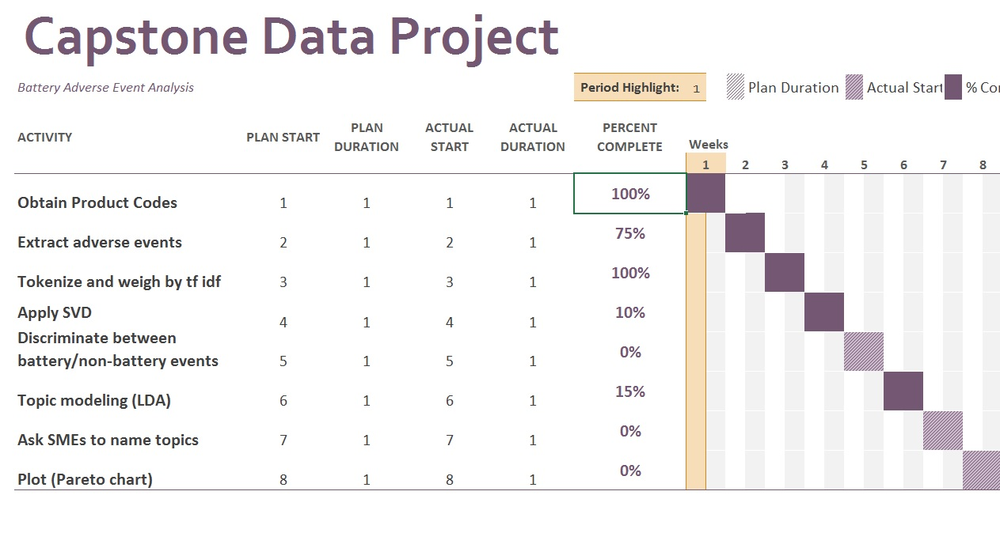 Capstone Data Project
Battery Adverse Event Analysis
Period Highlight: 1
Plan Duration
Actual Start
% Cor
ACTIVITY PLAN START PLAN DURATION ACTUAL START ACTUAL DURATION PERCENT COMPLETE Weeks
1 2 3 4 5 6 7 8
Obtain Product Codes 1 1 1 1 100%
Extract adverse events 2 1 2 1 75%
Tokenize and weigh by tf idf 3 1 3 1 100%
Apply SVD 4 1 4 1 10%
Discriminate between
battery/non-battery events 5 1 5 1 0%
Topic modeling (LDA) 6 1 6 1 15%
Ask SMEs to name topics 7 1 7 1 0%
Plot (Pareto chart) 8 1 8 1 0%